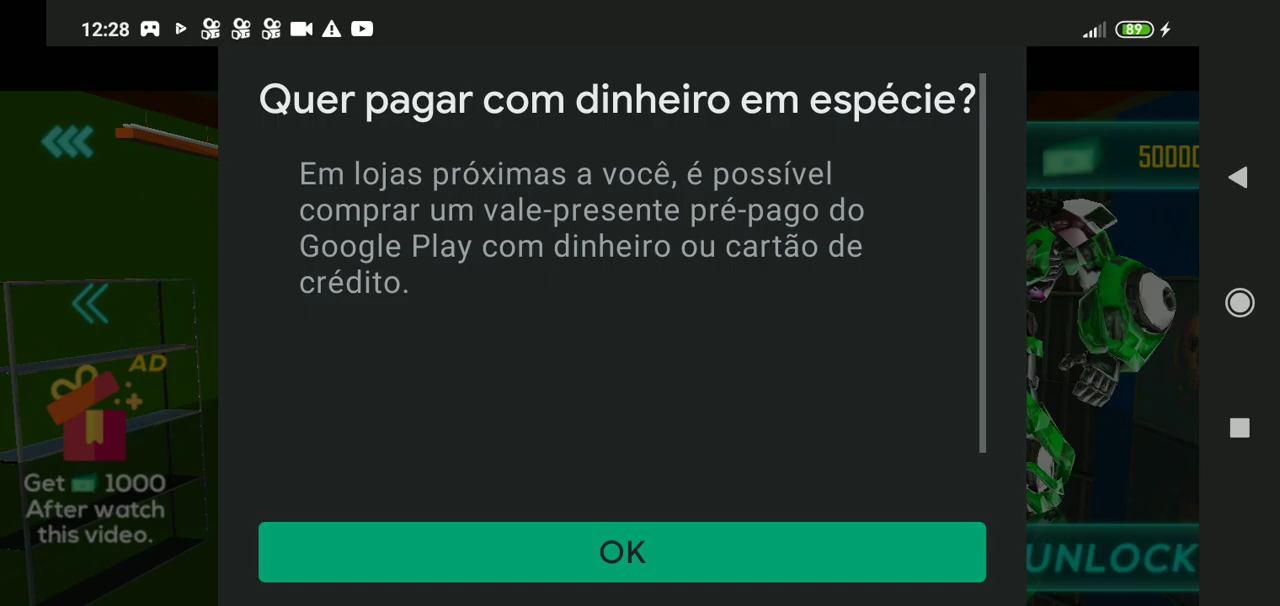 12:28
89
Quer pagar com dinheiro em espécie?
Em lojas próximas a você, é possível
comprar um vale-presente pré-pago do
Google Play com dinheiro ou cartão de
crédito.
OK
AD
Get 1000
After watch
this video.
50000
UNLOCK